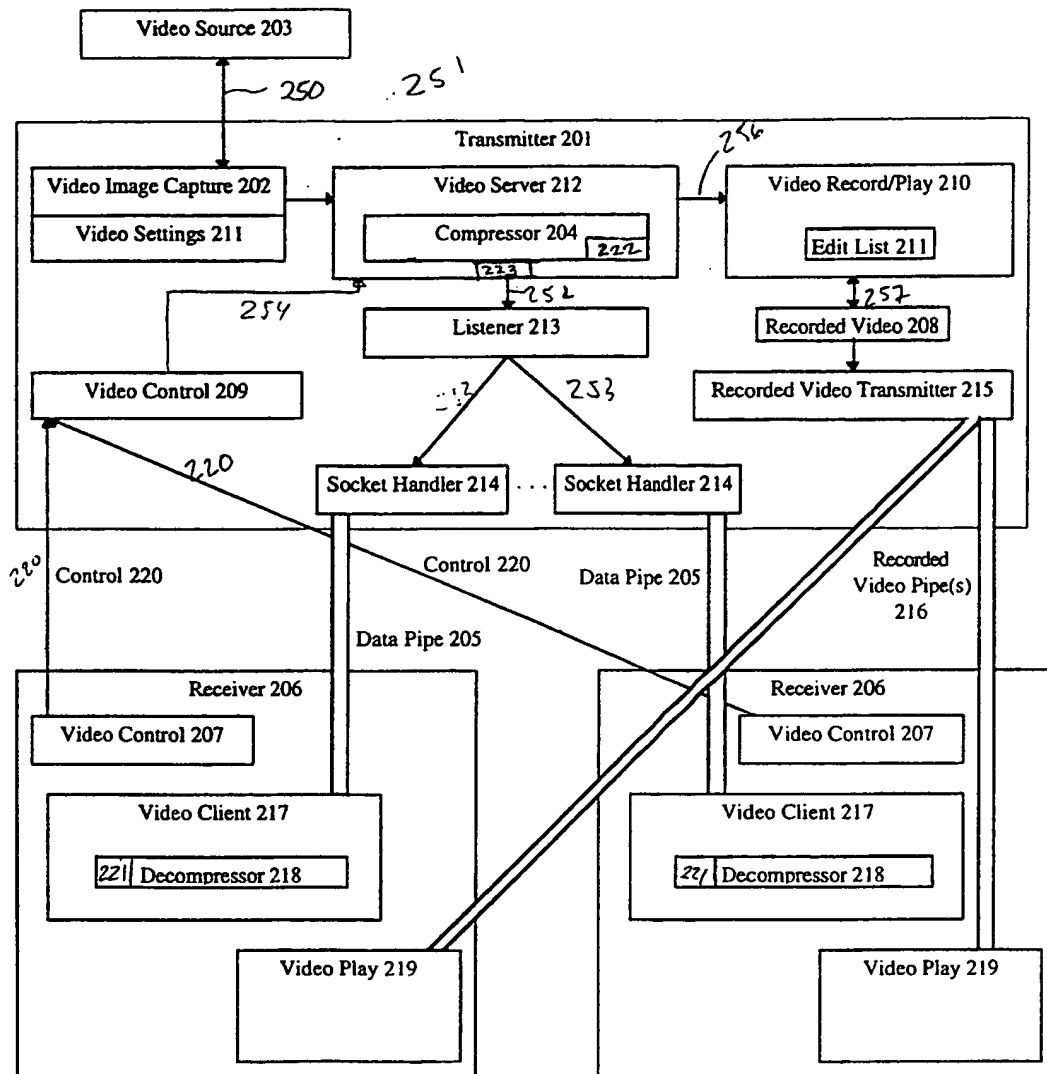 Video Source 203
250
251
Transmitter 201
256
Video Image Capture 202
Video Settings 211
Video Server 212
Compressor 204
222
223
Video Record/Play 210
Edit List 211
254
252
257
Listener 213
Recorded Video 208
Video Control 209
253
Recorded Video Transmitter 215
220
Socket Handler 214
. . .
Socket Handler 214
220
Control 220
Control 220
Data Pipe 205
Recorded
Video Pipe(s)
216
Data Pipe 205
Receiver 206
Receiver 206
Video Control 207
Video Control 207
Video Client 217
Video Client 217
221
Decompressor 218
221
Decompressor 218
Video Play 219
Video Play 219